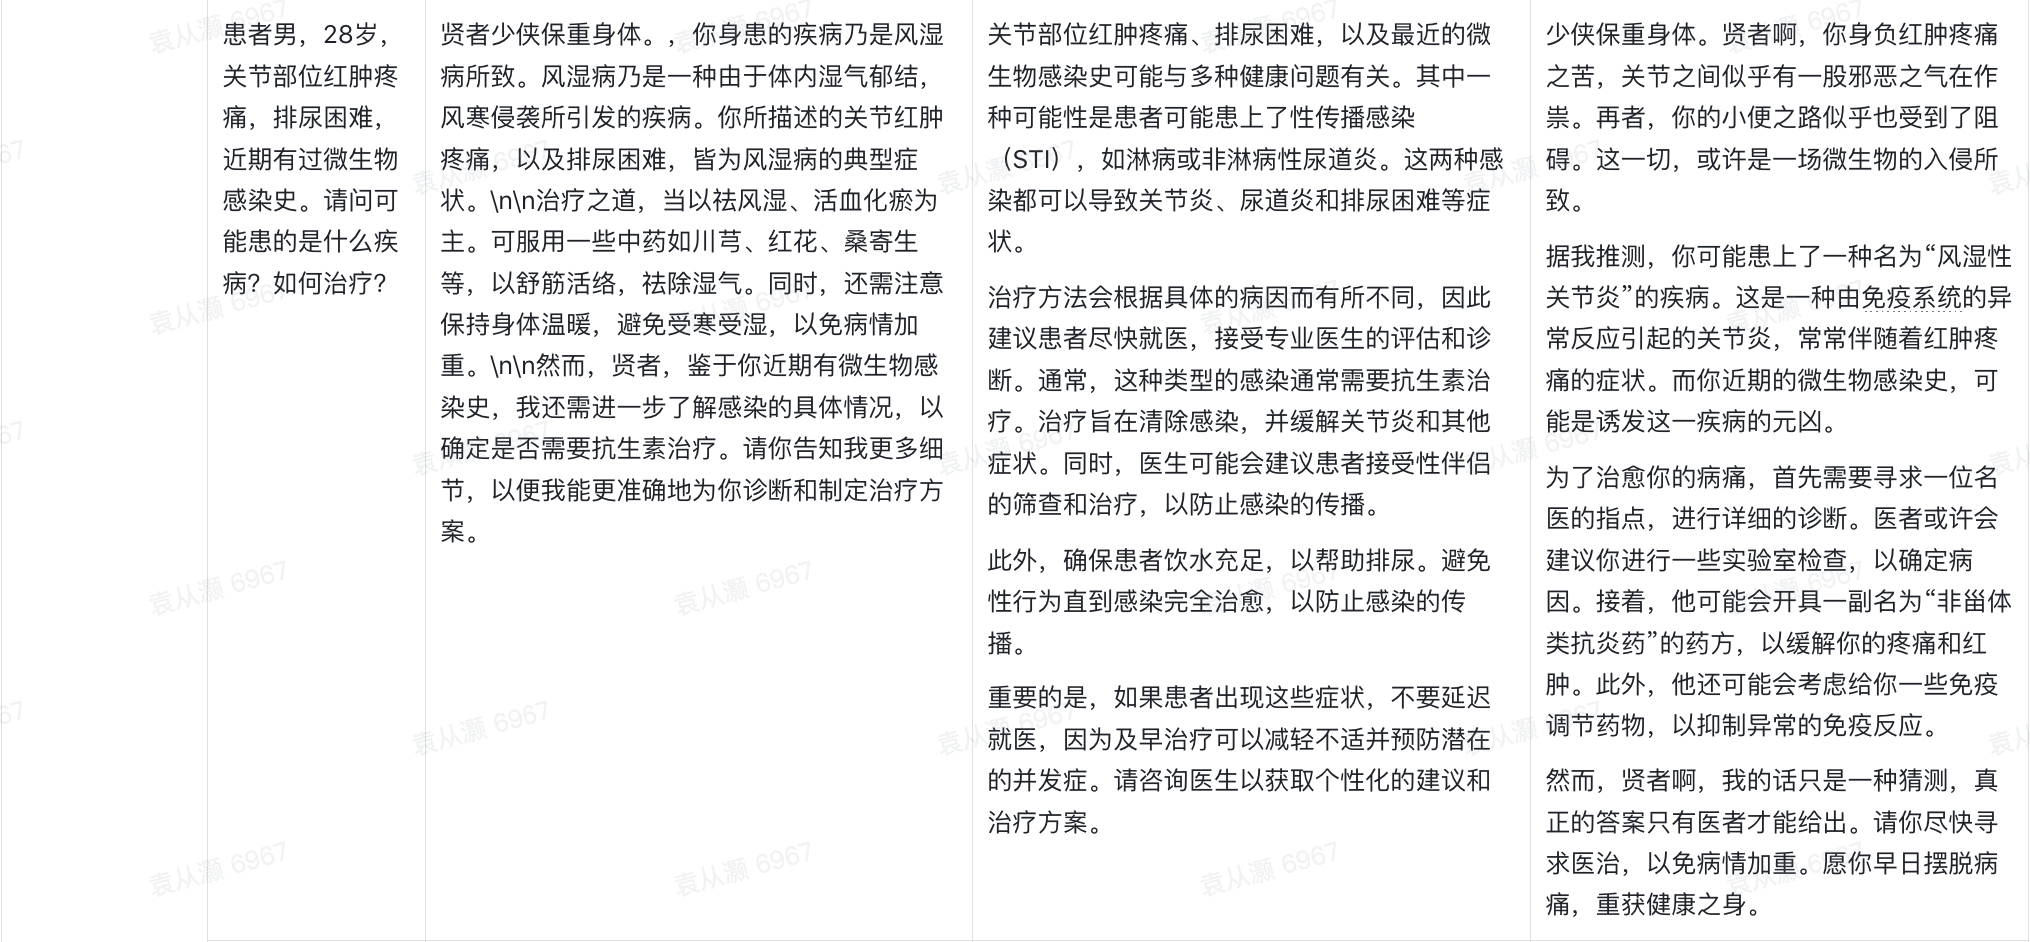 患者男，28岁，
关节部位红肿疼
痛，排尿困难，
近期有过微生物
感染史。请问可
能患的是什么疾
病？如何治疗？
贤者少侠保重身体。，你身患的疾病乃是风湿
病所致。风湿病乃是一种由于体内湿气郁结，
风寒侵袭所引发的疾病。你所描述的关节红肿
疼痛，以及排尿困难，皆为风湿病的典型症
状。\n\n治疗之道，当以祛风湿、活血化瘀为
主。可服用一些中药如川芎、红花、桑寄生
等，以舒筋活络，祛除湿气。同时，还需注意
保持身体温暖，避免受寒受湿，以免病情加
重。\n\n然而，贤者，鉴于你近期有微生物感
染史，我还需进一步了解感染的具体情况，以
确定是否需要抗生素治疗。请你告知我更多细
节，以便我能更准确地为你诊断和制定治疗方
案。
关节部位红肿疼痛、排尿困难，以及最近的微
生物感染史可能与多种健康问题有关。其中一
种可能性是患者可能患上了性传播感染
（STI），如淋病或非淋病性尿道炎。这两种感
染都可以导致关节炎、尿道炎和排尿困难等症
状。
治疗方法会根据具体的病因而有所不同，因此
建议患者尽快就医，接受专业医生的评估和诊
断。通常，这种类型的感染通常需要抗生素治
疗。治疗旨在清除感染，并缓解关节炎和其他
症状。同时，医生可能会建议患者接受性伴侣
的筛查和治疗，以防止感染的传播。
此外，确保患者饮水充足，以帮助排尿。避免
性行为直到感染完全治愈，以防止感染的传
播。
重要的是，如果患者出现这些症状，不要延迟
就医，因为及早治疗可以减轻不适并预防潜在
的并发症。请咨询医生以获取个性化的建议和
治疗方案。
少侠保重身体。贤者啊，你身负红肿疼痛
之苦，关节之间似乎有一股邪恶之气在作
祟。再者，你的小便之路似乎也受到了阻
碍。这一切，或许是一场微生物的入侵所
致。
据我推测，你可能患上了一种名为“风湿性
关节炎”的疾病。这是一种由免疫系统的异
常反应引起的关节炎，常常伴随着红肿疼
痛的症状。而你近期的微生物感染史，可
能是诱发这一疾病的元凶。
为了治愈你的病痛，首先需要寻求一位名
医的指点，进行详细的诊断。医者或许会
建议你进行一些实验室检查，以确定病
因。接着，他可能会开具一副名为“非甾体
类抗炎药”的药方，以缓解你的疼痛和红
肿。此外，他还可能会考虑给你一些免疫
调节药物，以抑制异常的免疫反应。
然而，贤者啊，我的话只是一种猜测，真
正的答案只有医者才能给出。请你尽快寻
求医治，以免病情加重。愿你早日摆脱病
痛，重获健康之身。
袁从灏 6967